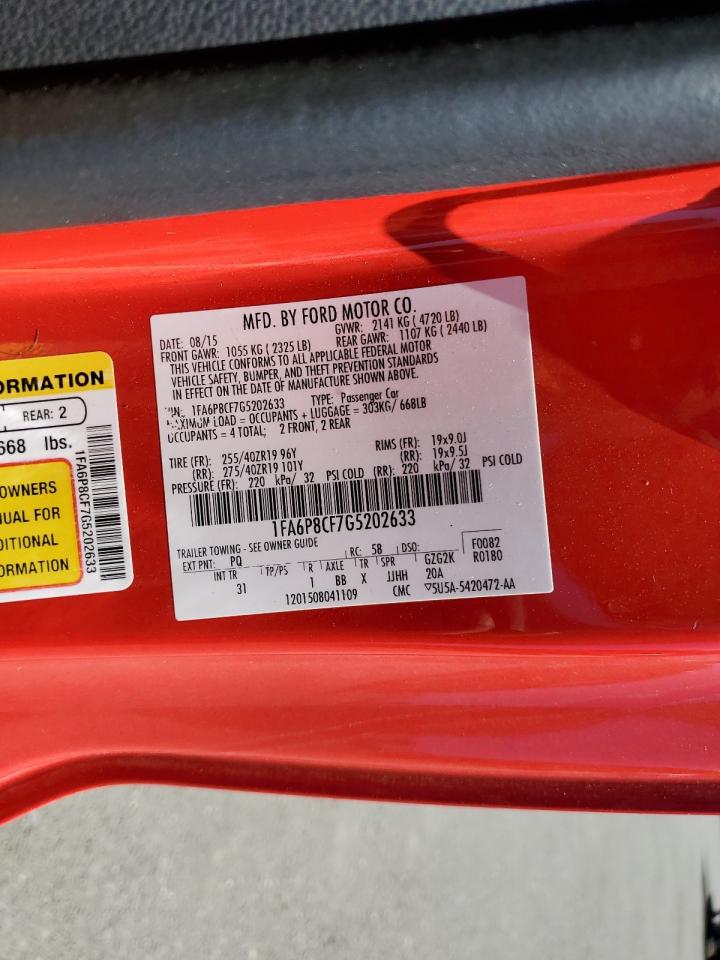 MFD. BY FORD MOTOR CO.
DATE: 08/15 GVWR: 2141 KG ( 4720 LB)
FRONT GAWR: 1055 KG ( 2325 LB) REAR GAWR: 1107 KG ( 2440 LB)
THIS VEHICLE CONFORMS TO ALL APPLICABLE FEDERAL MOTOR
VEHICLE SAFETY, BUMPER, AND THEFT PREVENTION STANDARDS
IN EFFECT ON THE DATE OF MANUFACTURE SHOWN ABOVE.
VIN: 1FA6P8CF7G5202633 TYPE: Passenger Car
MAXIMUM LOAD = OCCUPANTS + LUGGAGE = 303KG/ 668LB
OCCUPANTS = 4 TOTAL; 2 FRONT, 2 REAR
TIRE (FR): 255/40ZR19 96Y RIMS (FR): 19x9.0J
(RR): 275/40ZR19 101Y (RR): 19x9.5J
PRESSURE (FR): 220 kPa/ 32 PSI COLD (RR): 220 kPa/ 32 PSI COLD
1FA6P8CF7G5202633
TRAILER TOWING - SEE OWNER GUIDE
EXT PNT: PQ RC: 58 DSO: F0082
INT TR TP/PS R AXLE TR SPR GZG2K R0180
31 1 BB X JJHH 20A
1201508041109 CMC ▽5U5A-5420472-AA
ORMATION
REAR: 2
668 lbs.
OWNERS
NUAL FOR
DITIONAL
ORMATION
1FA6P8CF7G5202633